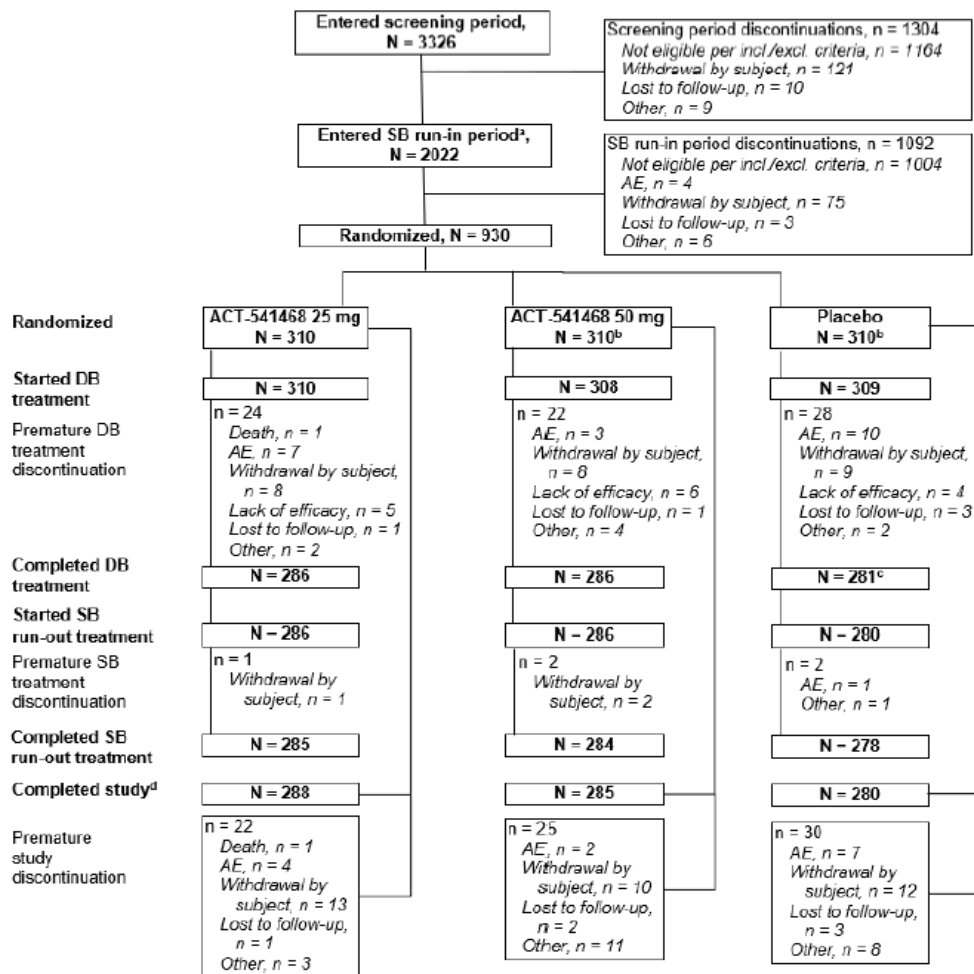 Entered screening period,
N = 3326
Screening period discontinuations, n = 1304
Not eligible per incl./excl. criteria, n = 1164
Withdrawal by subject, n = 121
Lost to follow-up, n = 10
Other, n = 9
Entered SB run-in periodᵃ,
N = 2022
SB run-in period discontinuations, n = 1092
Not eligible per incl./excl. criteria, n = 1004
AE, n = 4
Withdrawal by subject, n = 75
Lost to follow-up, n = 3
Other, n = 6
Randomized, N = 930
Randomized
ACT-541468 25 mg
N = 310
ACT-541468 50 mg
N = 310ᵇ
Placebo
N = 310ᵇ
Started DB
treatment
N = 310
N = 308
N = 309
Premature DB
treatment
discontinuation
n = 24
Death, n = 1
AE, n = 7
Withdrawal by subject,
n = 8
Lack of efficacy, n = 5
Lost to follow-up, n = 1
Other, n = 2
n = 22
AE, n = 3
Withdrawal by subject,
n = 8
Lack of efficacy, n = 6
Lost to follow-up, n = 1
Other, n = 4
n = 28
AE, n = 10
Withdrawal by subject,
n = 9
Lack of efficacy, n = 4
Lost to follow-up, n = 3
Other, n = 2
Completed DB
treatment
N = 286
N = 286
N = 281ᶜ
Started SB
run-out treatment
N = 286
N = 286
N = 280
Premature SB
treatment
discontinuation
n = 1
Withdrawal by
subject, n = 1
n = 2
Withdrawal by
subject, n = 2
n = 2
AE, n = 1
Other, n = 1
Completed SB
run-out treatment
N = 285
N = 284
N = 278
Completed studyᵈ
N = 288
N = 285
N = 280
Premature
study
discontinuation
n = 22
Death, n = 1
AE, n = 4
Withdrawal by
subject, n = 13
Lost to follow-up,
n = 1
Other, n = 3
n = 25
AE, n = 2
Withdrawal by
subject, n = 10
Lost to follow-up,
n = 2
Other, n = 11
n = 30
AE, n = 7
Withdrawal by
subject, n = 12
Lost to follow-up,
n = 3
Other, n = 8